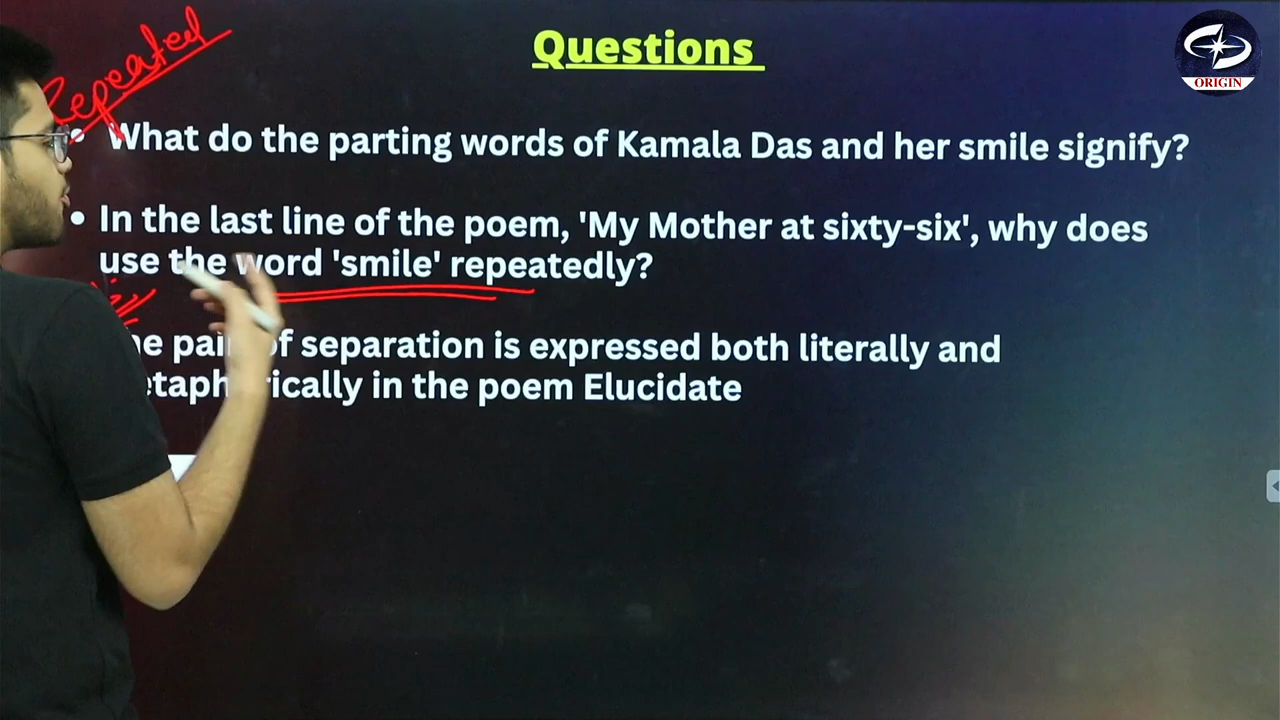 Repeated
Questions
ORIGIN
• What do the parting words of Kamala Das and her smile signify?
• In the last line of the poem, 'My Mother at sixty-six', why does
use the word 'smile' repeatedly?
of separation is expressed both literally and
in the poem Elucidate